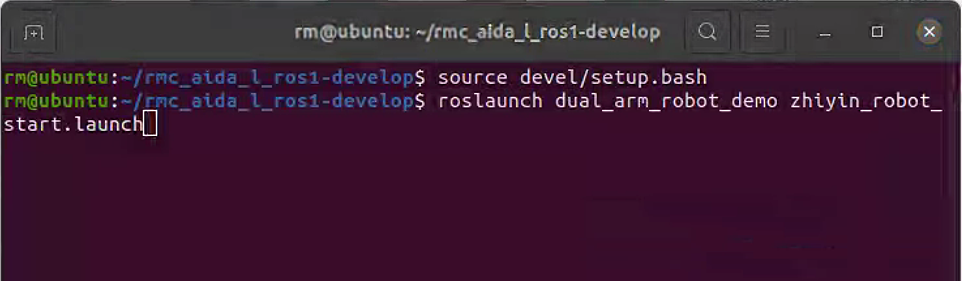 rm@ubuntu: ~/rmc_aida_l_ros1-develop
rm@ubuntu:~/rmc_aida_l_ros1-develop$ source devel/setup.bash
rm@ubuntu:~/rmc_aida_l_ros1-develop$ roslaunch dual_arm_robot_demo zhiyin_robot_
start.launch